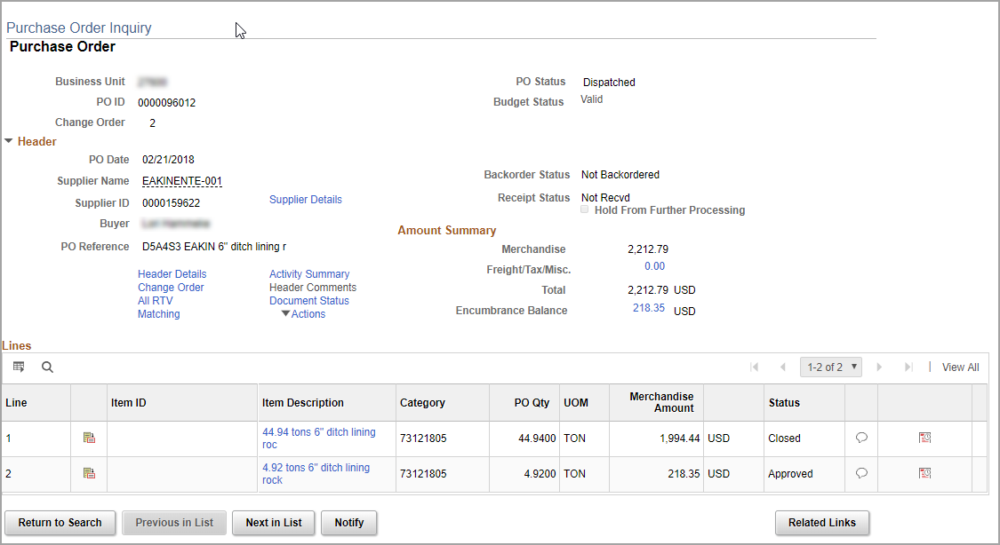 Purchase Order Inquiry
Purchase Order
Business Unit
PO Status Dispatched
PO ID 0000096012
Budget Status Valid
Change Order 2
Header
PO Date 02/21/2018
Supplier Name EAKINENTE-001
Backorder Status Not Backordered
Supplier ID 0000159622
Supplier Details
Receipt Status Not Recvd
Hold From Further Processing
Buyer
Amount Summary
PO Reference D5A4S3 EAKIN 6" ditch lining r
Merchandise 2,212.79
Freight/Tax/Misc. 0.00
Total 2,212.79 USD
Encumbrance Balance 218.35 USD
Header Details Activity Summary
Change Order Header Comments
All RTV Document Status
Matching Actions
Lines
1-2 of 2 | View All
Line Item ID Item Description Category PO Qty UOM Merchandise Amount Status
1 44.94 tons 6" ditch lining roc 73121805 44.9400 TON 1,994.44 USD Closed
2 4.92 tons 6" ditch lining rock 73121805 4.9200 TON 218.35 USD Approved
Return to Search Previous in List Next in List Notify Related Links